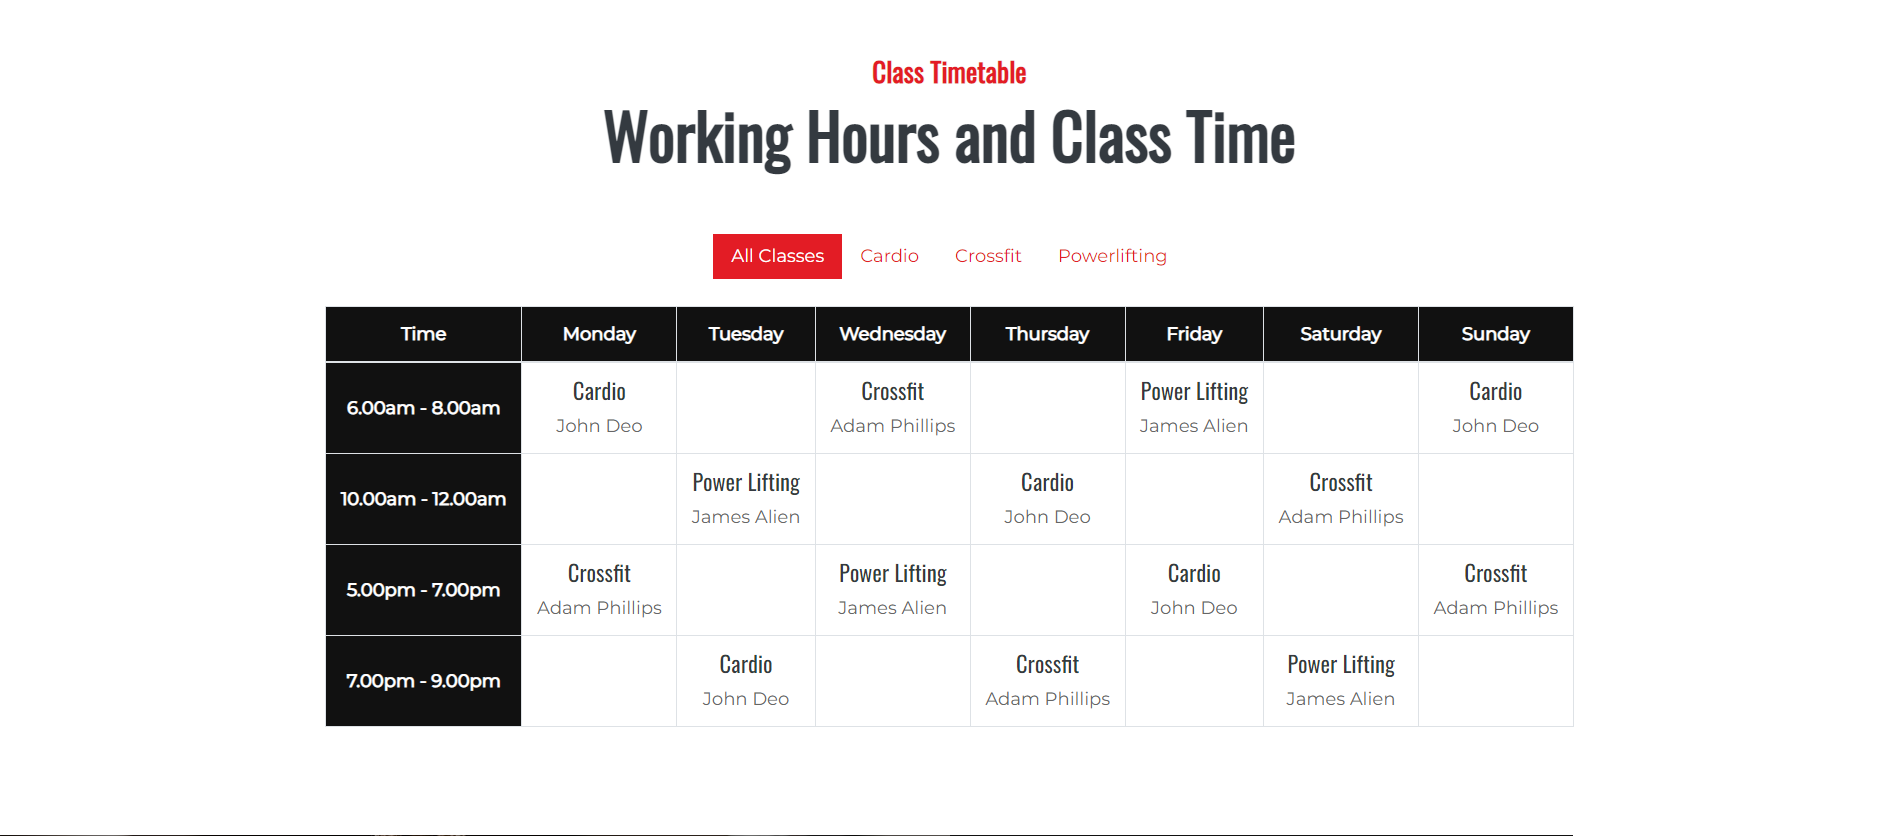 Class Timetable
Working Hours and Class Time
All Classes Cardio Crossfit Powerlifting
Time Monday Tuesday Wednesday Thursday Friday Saturday Sunday
6.00am - 8.00am
Cardio Crossfit Power Lifting Cardio
John Deo Adam Phillips James Alien John Deo
10.00am - 12.00am
Power Lifting Cardio Crossfit
James Alien John Deo Adam Phillips
5.00pm - 7.00pm
Crossfit Power Lifting Cardio Crossfit
Adam Phillips James Alien John Deo Adam Phillips
7.00pm - 9.00pm
Cardio Crossfit Power Lifting
John Deo Adam Phillips James Alien